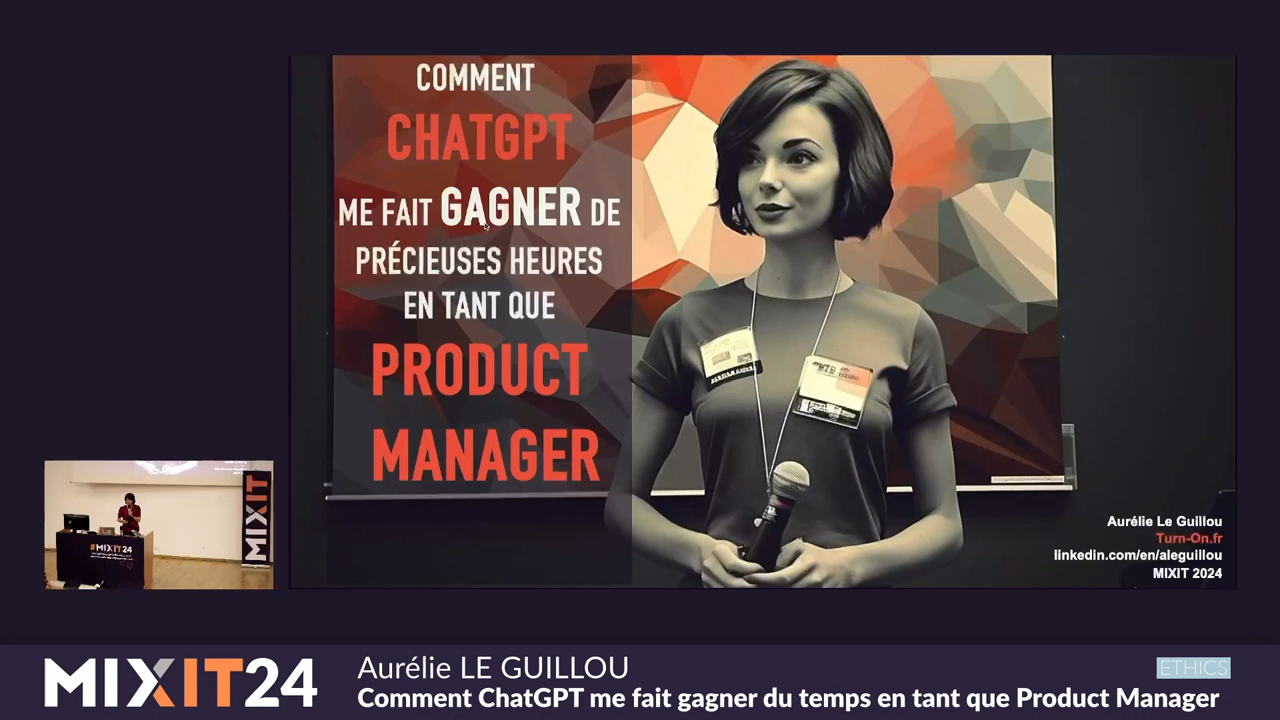 COMMENT
CHATGPT
ME FAIT GAGNER DE
PRÉCIEUSES HEURES
EN TANT QUE
PRODUCT
MANAGER
Aurélie Le Guillou
Turn-On.fr
linkedin.com/en/aleguillou
MIXIT 2024
MIXIT
#MIXIT24
MIXIT24
Aurélie LE GUILLOU
ETHICS
Comment ChatGPT me fait gagner du temps en tant que Product Manager